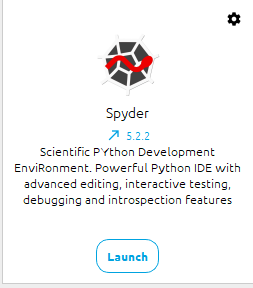 Spyder
5.2.2
Scientific PYthon Development
EnviRonment. Powerful Python IDE with
advanced editing, interactive testing,
debugging and introspection features
Launch